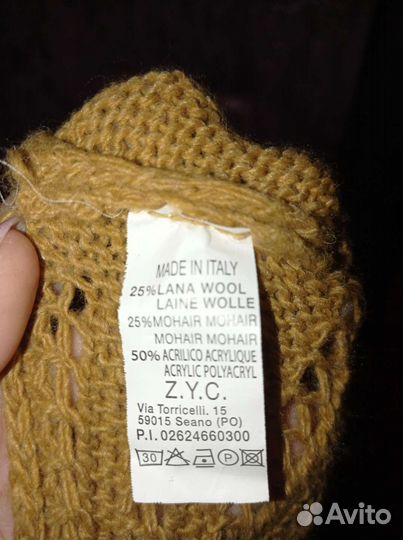 MADE IN ITALY
25% LANA WOOL
LAINE WOLLE
25% MOHAIR MOHAIR
MOHAIR MOHAIR
50% ACRILICO ACRYLIQUE
ACRYLIC POLYACRYL
Z.Y.C.
Via Torricelli. 15
59015 Seano (PO)
P.I. 02624660300
30 P
Avito